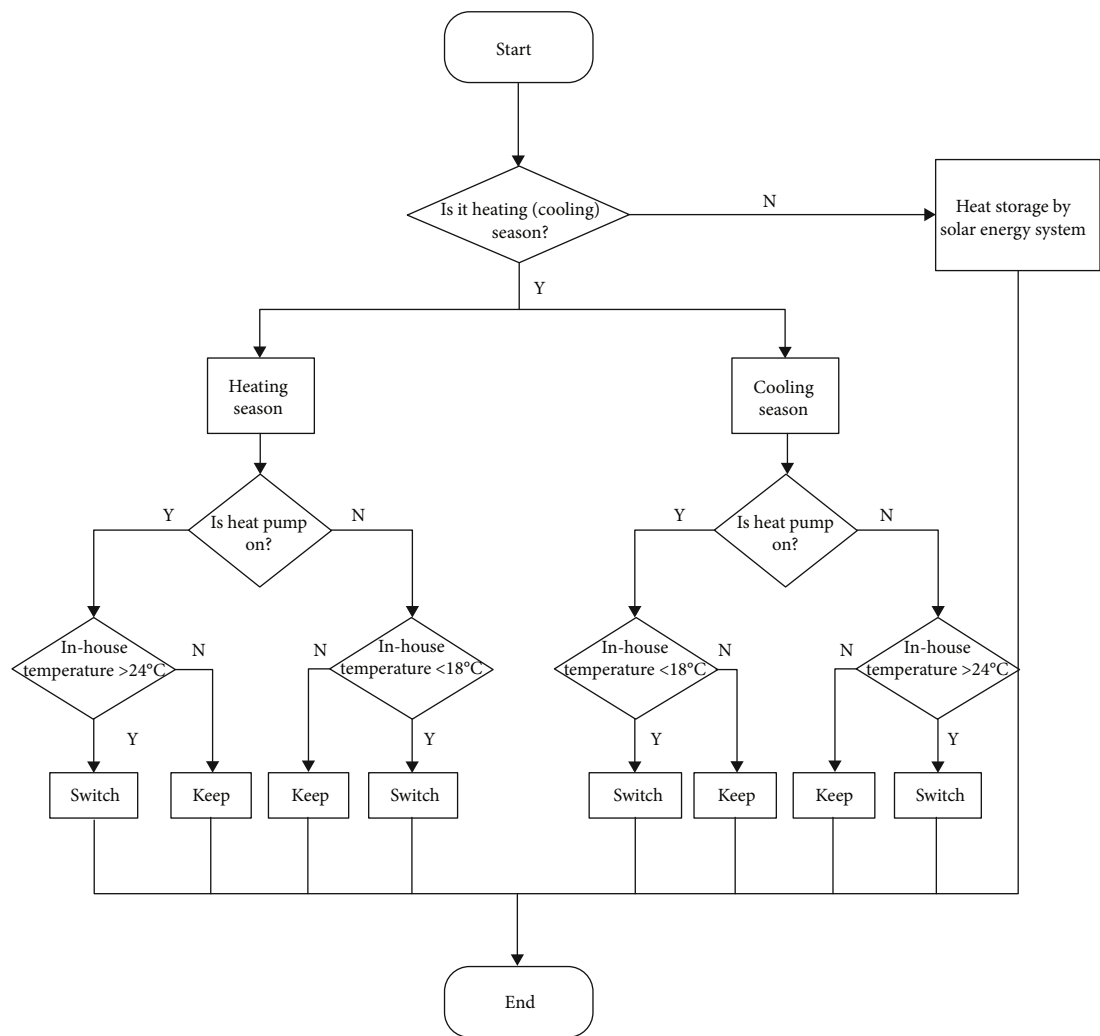 Start
Is it heating (cooling)
season?
N
Heat storage by
solar energy system
Y
Heating
season
Cooling
season
Y
Is heat pump
on?
N
Y
Is heat pump
on?
N
In-house
temperature >24°C
N
N
In-house
temperature <18°C
In-house
temperature <18°C
N
N
In-house
temperature >24°C
Y
Y
Y
Y
Switch
Keep
Keep
Switch
Switch
Keep
Keep
Switch
End